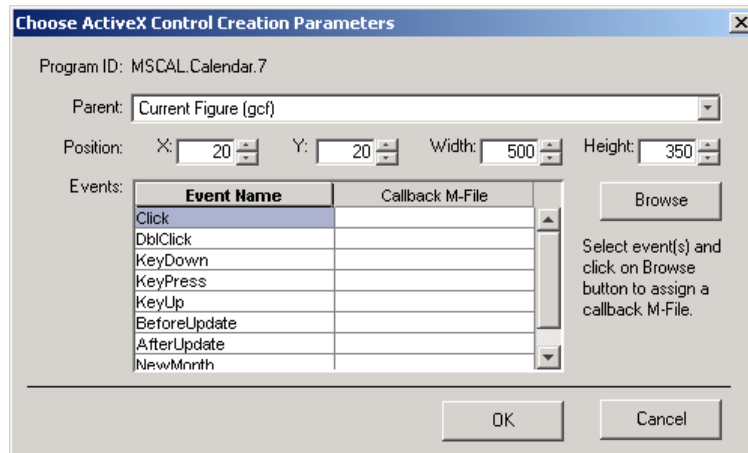 Choose ActiveX Control Creation Parameters
Program ID: MSCAL.Calendar.7
Parent: Current Figure (gcf)
Position: X: 20 Y: 20 Width: 500 Height: 350
Events:
Event Name Callback M-File
Click
DblClick
KeyDown
KeyPress
KeyUp
BeforeUpdate
AfterUpdate
NewMonth
Browse
Select event(s) and
click on Browse
button to assign a
callback M-File.
OK Cancel